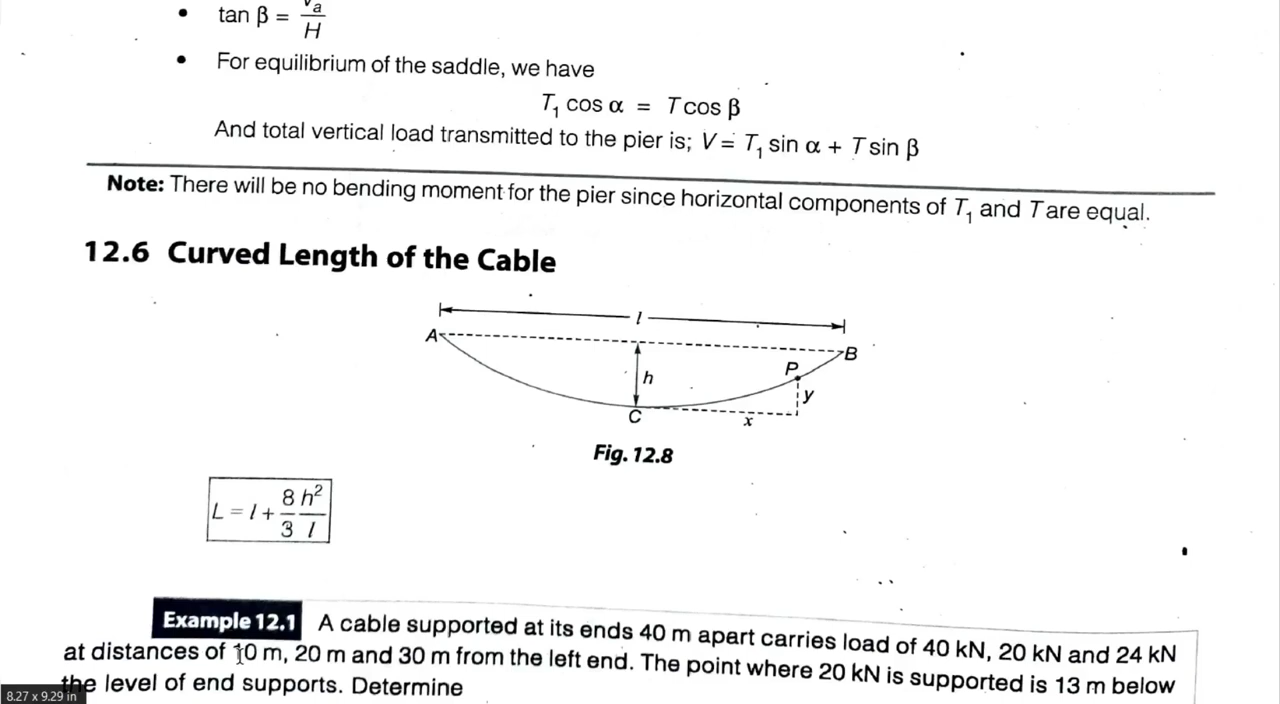 • tan β = Va/H
• For equilibrium of the saddle, we have
T₁ cos α = T cos β
And total vertical load transmitted to the pier is; V = T₁ sin α + T sin β
Note: There will be no bending moment for the pier since horizontal components of T₁ and T are equal.
12.6 Curved Length of the Cable
l
A
B
P
h
y
C
x
Fig. 12.8
L = l + 8/3 h²/l
Example 12.1 A cable supported at its ends 40 m apart carries load of 40 kN, 20 kN and 24 kN
at distances of 10 m, 20 m and 30 m from the left end. The point where 20 kN is supported is 13 m below
the level of end supports. Determine
8.27 x 9.29 in